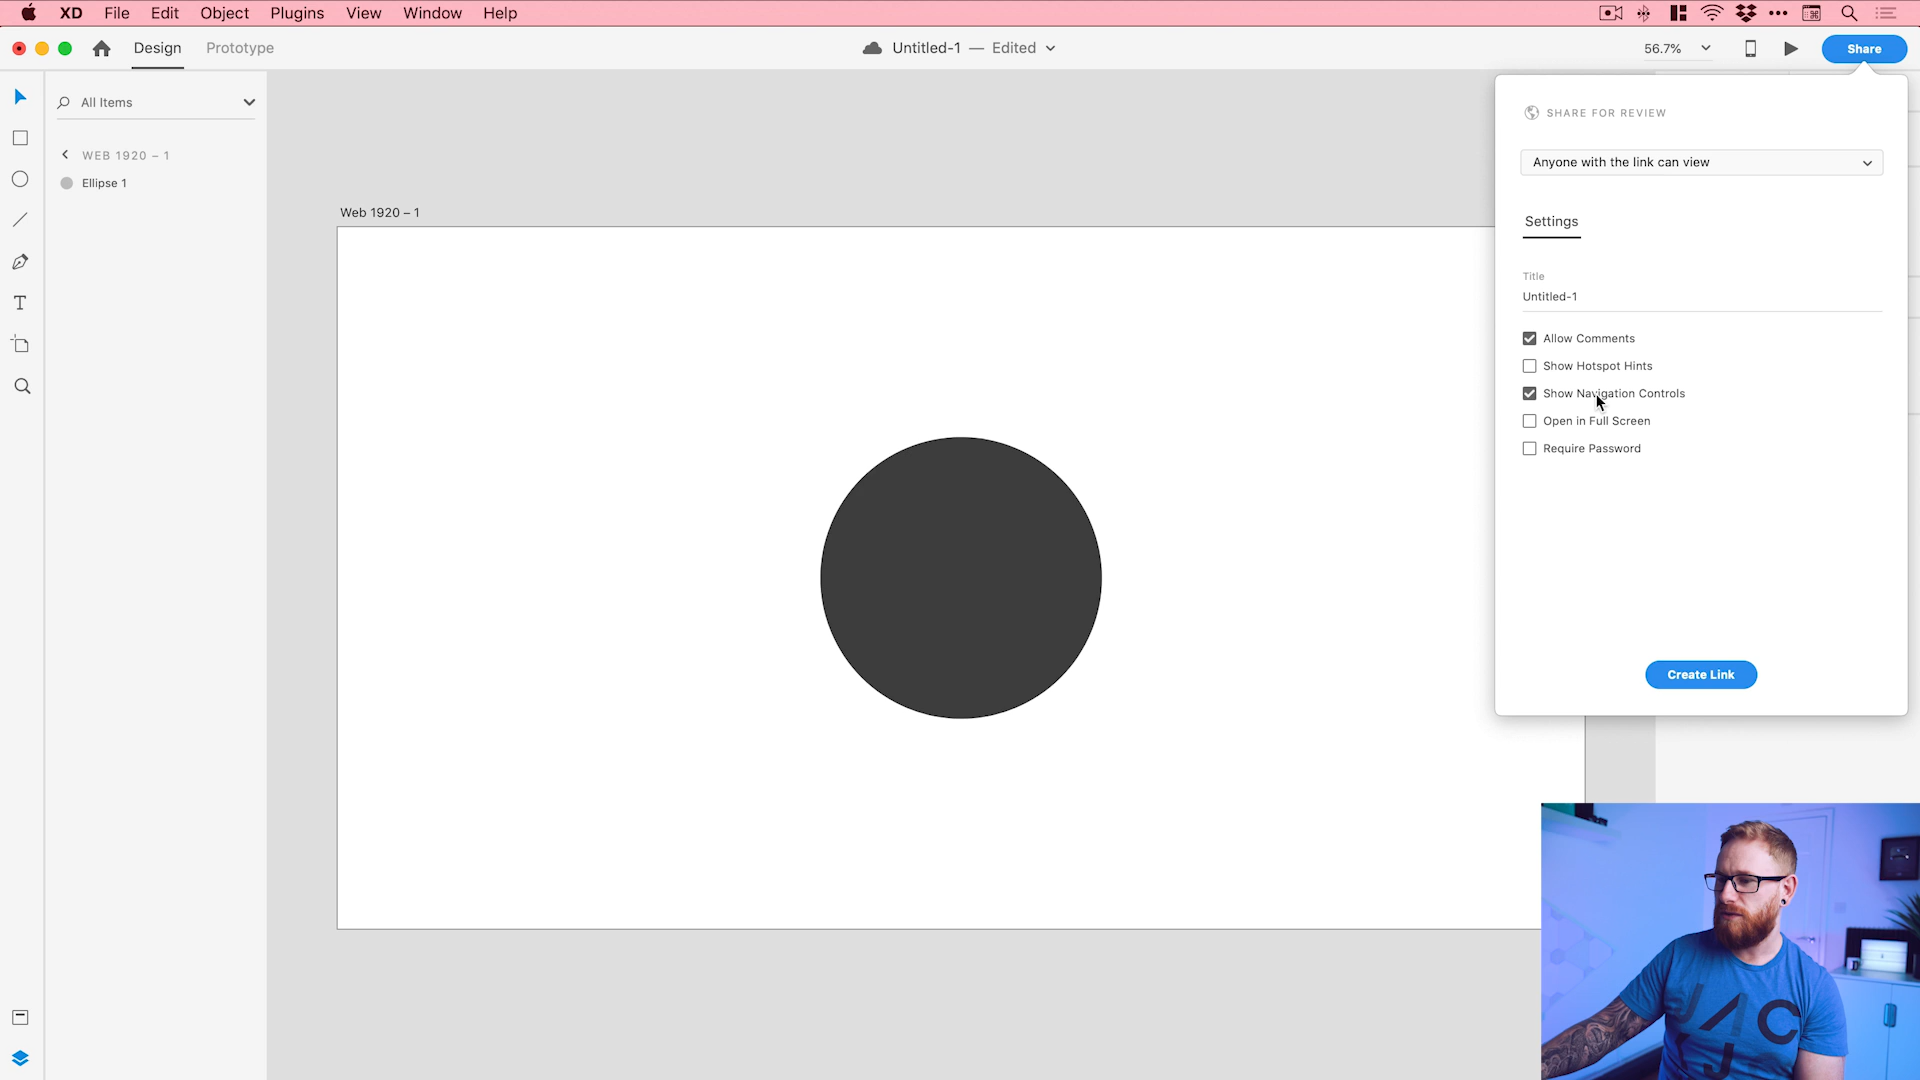 XD File Edit Object Plugins View Window Help
Design Prototype
Untitled-1 — Edited
56.7%
Share
All Items
WEB 1920 – 1
Ellipse 1
Web 1920 – 1
SHARE FOR REVIEW
Anyone with the link can view
Settings
Title
Untitled-1
Allow Comments
Show Hotspot Hints
Show Navigation Controls
Open in Full Screen
Require Password
Create Link
JAC